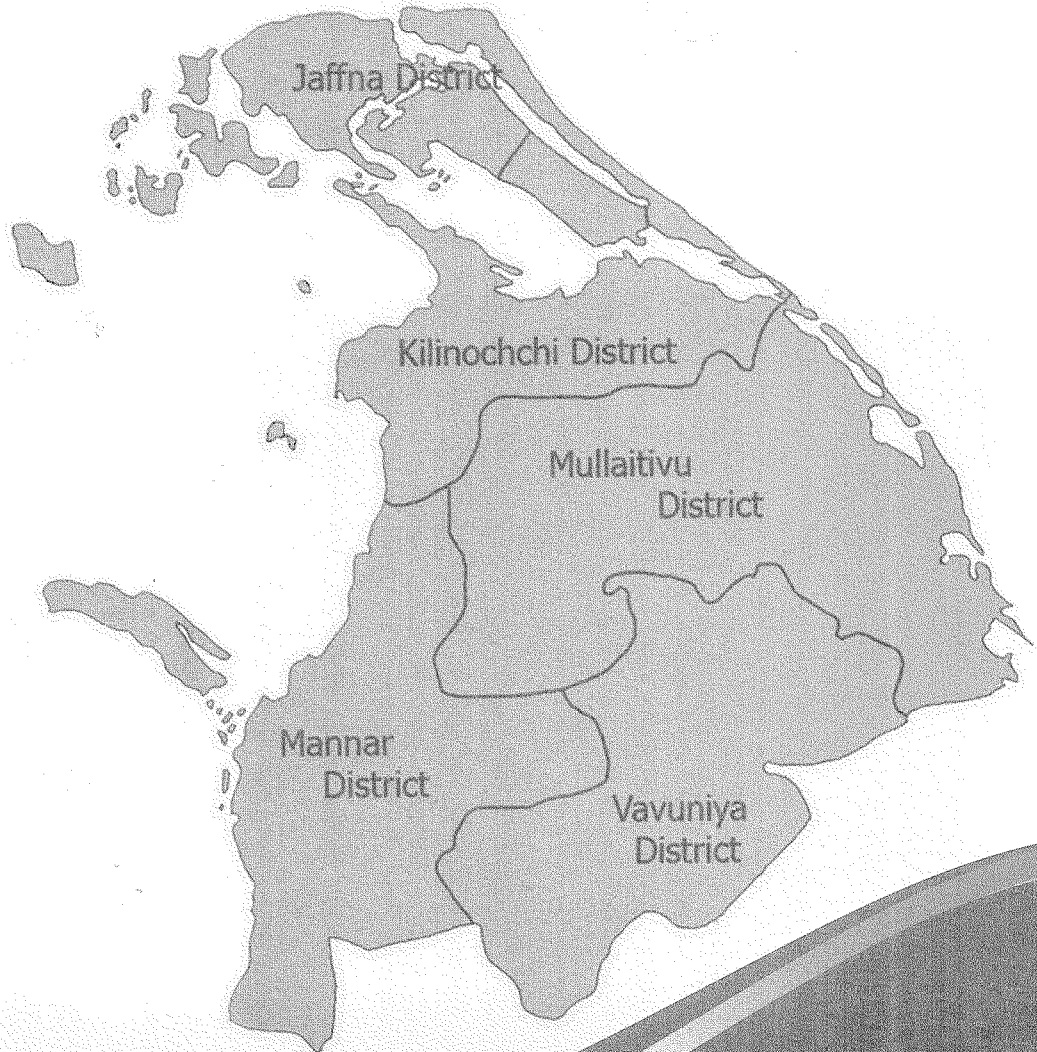 Jaffna District
Kilinochchi District
Mullaitivu
District
Mannar
District
Vavuniya
District